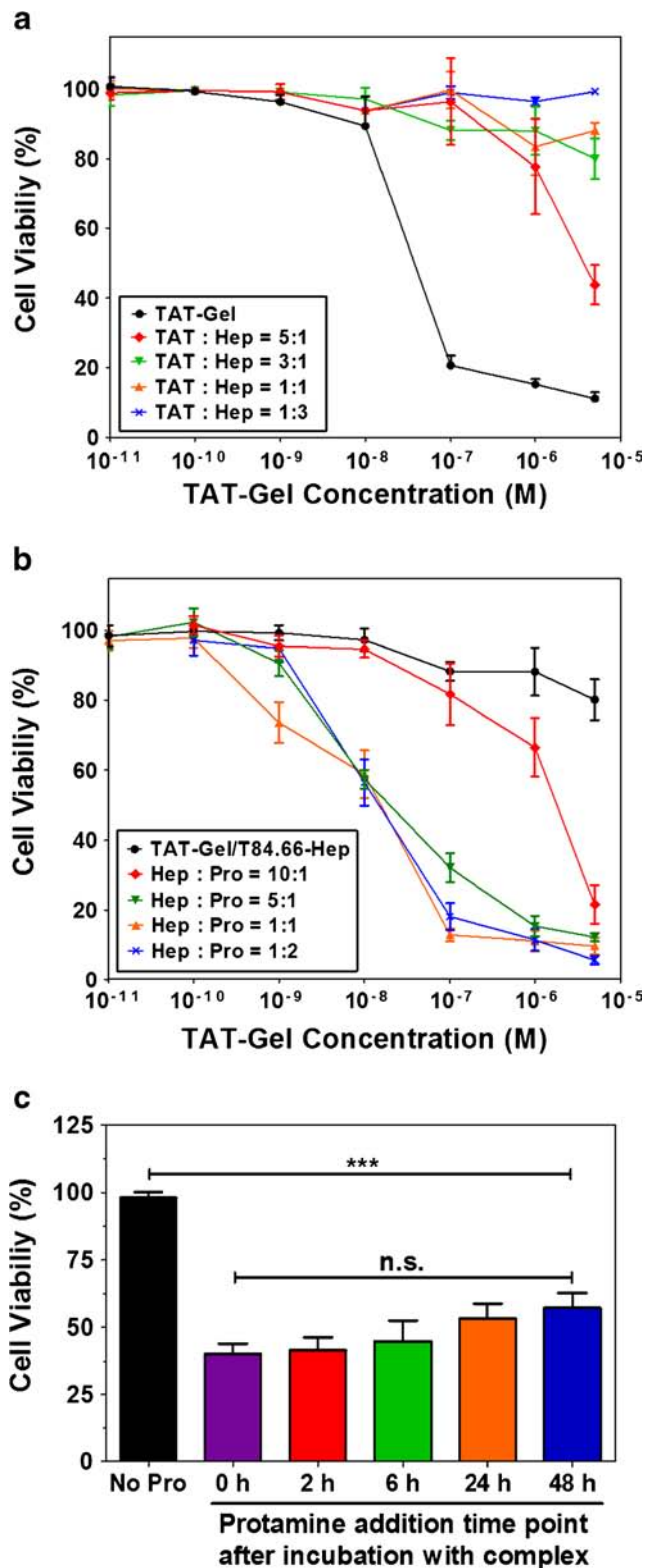 a
Cell Viabiliy (%)
100
80
60
40
20
0
TAT-Gel
TAT : Hep = 5:1
TAT : Hep = 3:1
TAT : Hep = 1:1
TAT : Hep = 1:3
10⁻¹¹ 10⁻¹⁰ 10⁻⁹ 10⁻⁸ 10⁻⁷ 10⁻⁶ 10⁻⁵
TAT-Gel Concentration (M)
b
Cell Viabiliy (%)
100
80
60
40
20
0
TAT-Gel/T84.66-Hep
Hep : Pro = 10:1
Hep : Pro = 5:1
Hep : Pro = 1:1
Hep : Pro = 1:2
10⁻¹¹ 10⁻¹⁰ 10⁻⁹ 10⁻⁸ 10⁻⁷ 10⁻⁶ 10⁻⁵
TAT-Gel Concentration (M)
c
Cell Viabiliy (%)
125
100
75
50
25
0
***
n.s.
No Pro 0 h 2 h 6 h 24 h 48 h
Protamine addition time point
after incubation with complex